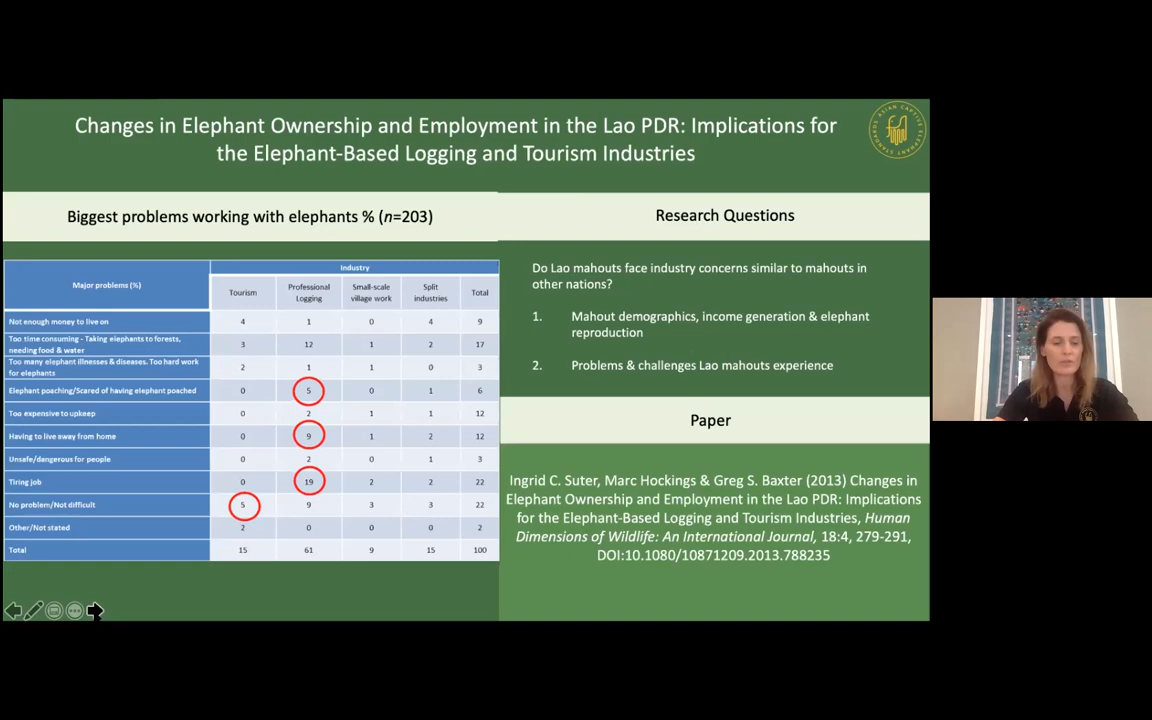 Changes in Elephant Ownership and Employment in the Lao PDR: Implications for
the Elephant-Based Logging and Tourism Industries
ASIAN CAPTIVE ELEPHANT STANDARDS
Biggest problems working with elephants % (n=203)
Major problems (%)
Industry
Tourism
Professional
Logging
Small-scale
village work
Split
industries
Total
Not enough money to live on 4 1 0 4 9
Too time consuming - Taking elephants to forests,
needing food & water 3 12 1 2 17
Too many elephant illnesses & diseases. Too hard work
for elephants 2 1 1 0 3
Elephant poaching/Scared of having elephant poached 0 5 0 1 6
Too expensive to upkeep 0 2 1 1 12
Having to live away from home 0 9 1 2 12
Unsafe/dangerous for people 0 2 0 1 3
Tiring job 0 19 2 2 22
No problem/Not difficult 5 9 3 3 22
Other/Not stated 2 0 0 0 2
Total 15 61 9 15 100
Research Questions
Do Lao mahouts face industry concerns similar to mahouts in
other nations?
1. Mahout demographics, income generation & elephant
reproduction
2. Problems & challenges Lao mahouts experience
Paper
Ingrid C. Suter, Marc Hockings & Greg S. Baxter (2013) Changes in
Elephant Ownership and Employment in the Lao PDR: Implications
for the Elephant-Based Logging and Tourism Industries, Human
Dimensions of Wildlife: An International Journal, 18:4, 279-291,
DOI:10.1080/10871209.2013.788235